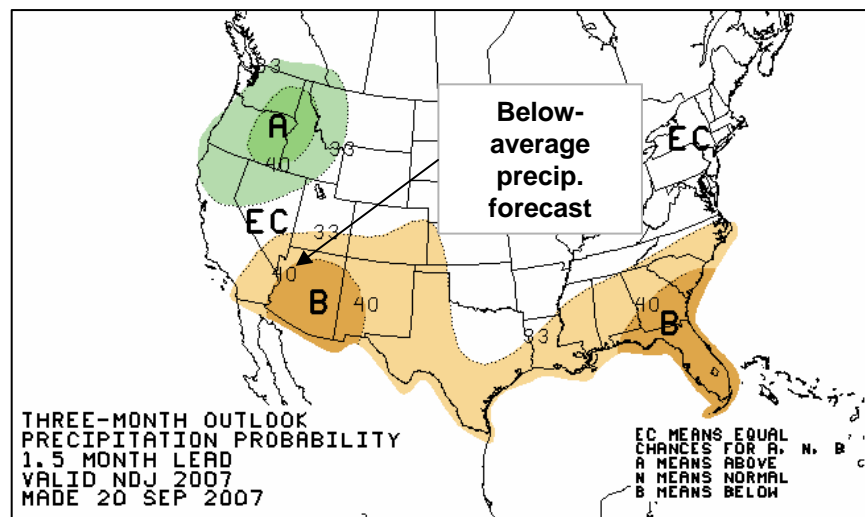 33
A
33
40
Below-
average
precip.
forecast
EC
EC
33
40
B
40
40
B
33
THREE-MONTH OUTLOOK
PRECIPITATION PROBABILITY
1.5 MONTH LEAD
VALID NDJ 2007
MADE 20 SEP 2007
EC MEANS EQUAL
CHANCES FOR A, N, B
A MEANS ABOVE
N MEANS NORMAL
B MEANS BELOW